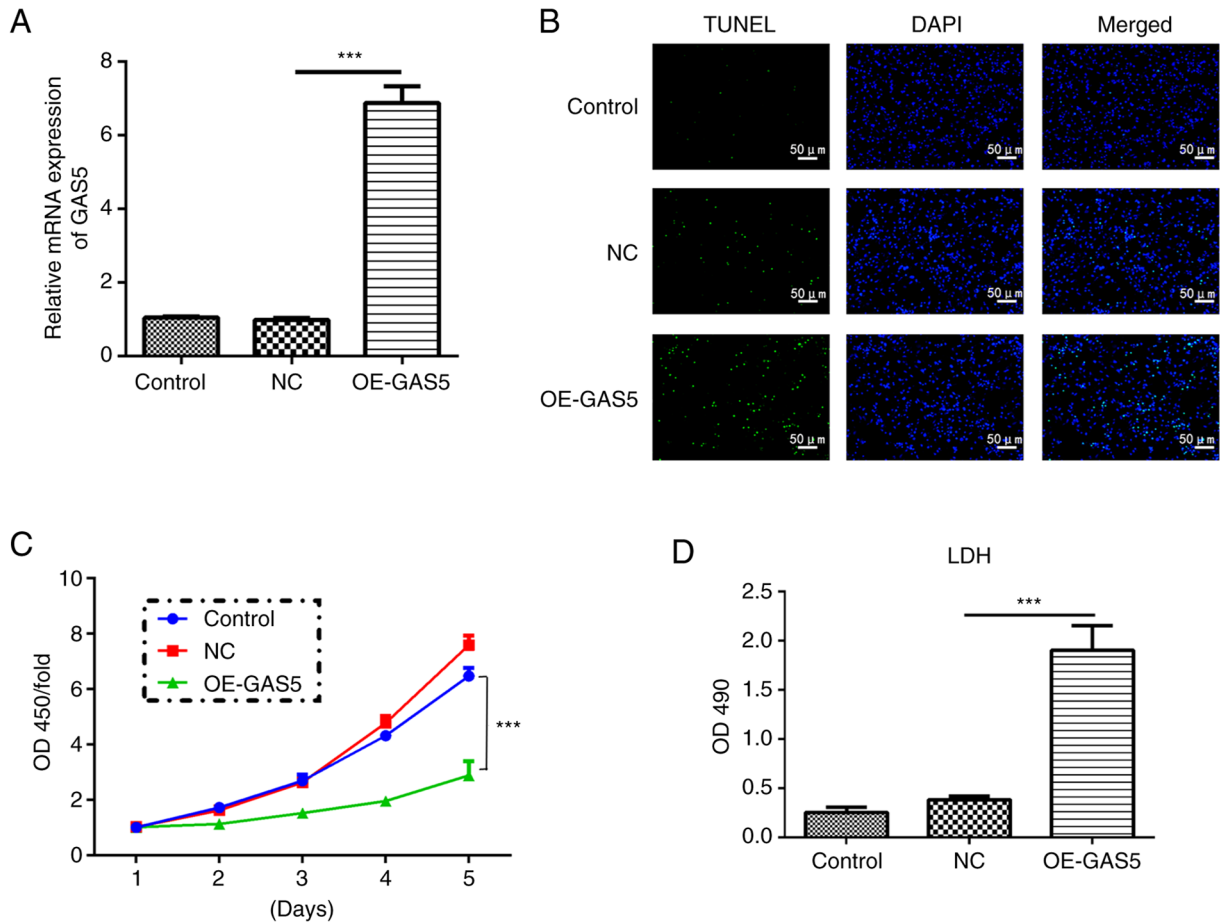 A
Relative mRNA expression
of GAS5
8
6
4
2
0
***
Control
NC
OE-GAS5
B
TUNEL
DAPI
Merged
Control
50 μm
50 μm
50 μm
NC
50 μm
50 μm
50 μm
OE-GAS5
50 μm
50 μm
50 μm
C
OD 450/fold
10
8
6
4
2
0
Control
NC
OE-GAS5
***
1
2
3
4
5
(Days)
D
LDH
OD 490
2.5
2.0
1.5
1.0
0.5
0.0
***
Control
NC
OE-GAS5